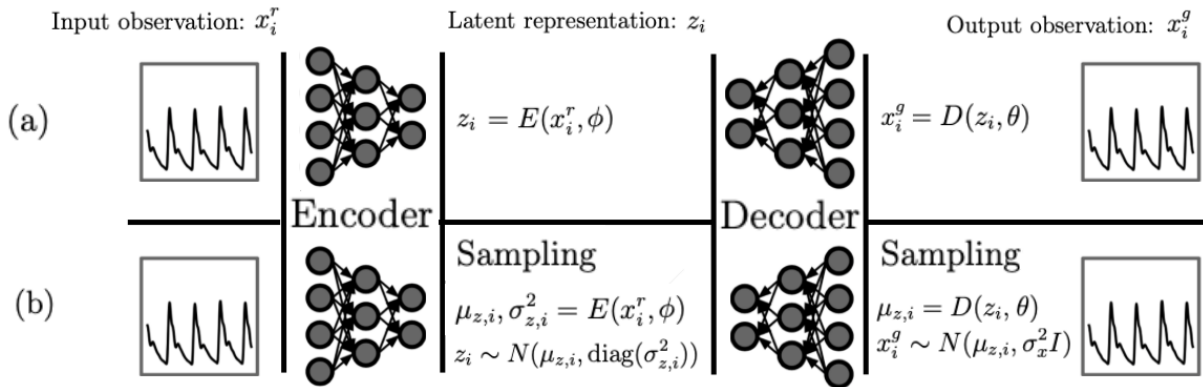 Input observation: $x_i^r$
Latent representation: $z_i$
Output observation: $x_i^g$
(a)
$z_i = E(x_i^r, \phi)$
$x_i^g = D(z_i, \theta)$
Encoder
Decoder
(b)
Sampling
$\mu_{z,i}, \sigma_{z,i}^2 = E(x_i^r, \phi)$
$z_i \sim N(\mu_{z,i}, \text{diag}(\sigma_{z,i}^2))$
Sampling
$\mu_{z,i} = D(z_i, \theta)$
$x_i^g \sim N(\mu_{z,i}, \sigma_x^2 I)$